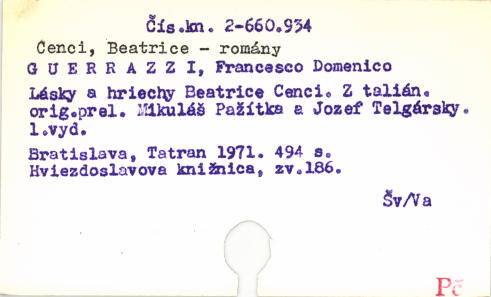 Čís.kn. 2-660.934
Cenci, Beatrice - romány
G U E R R A Z Z I, Francesco Domenico
Lásky a hriechy Beatrice Cenci. Z talián.
orig.prel. Mikuláš Pažítka a Jozef Telgársky.
1.vyd.
Bratislava, Tatran 1971. 494 s.
Hviezdoslavova knižnica, zv.186.
Šv/Va
Pč